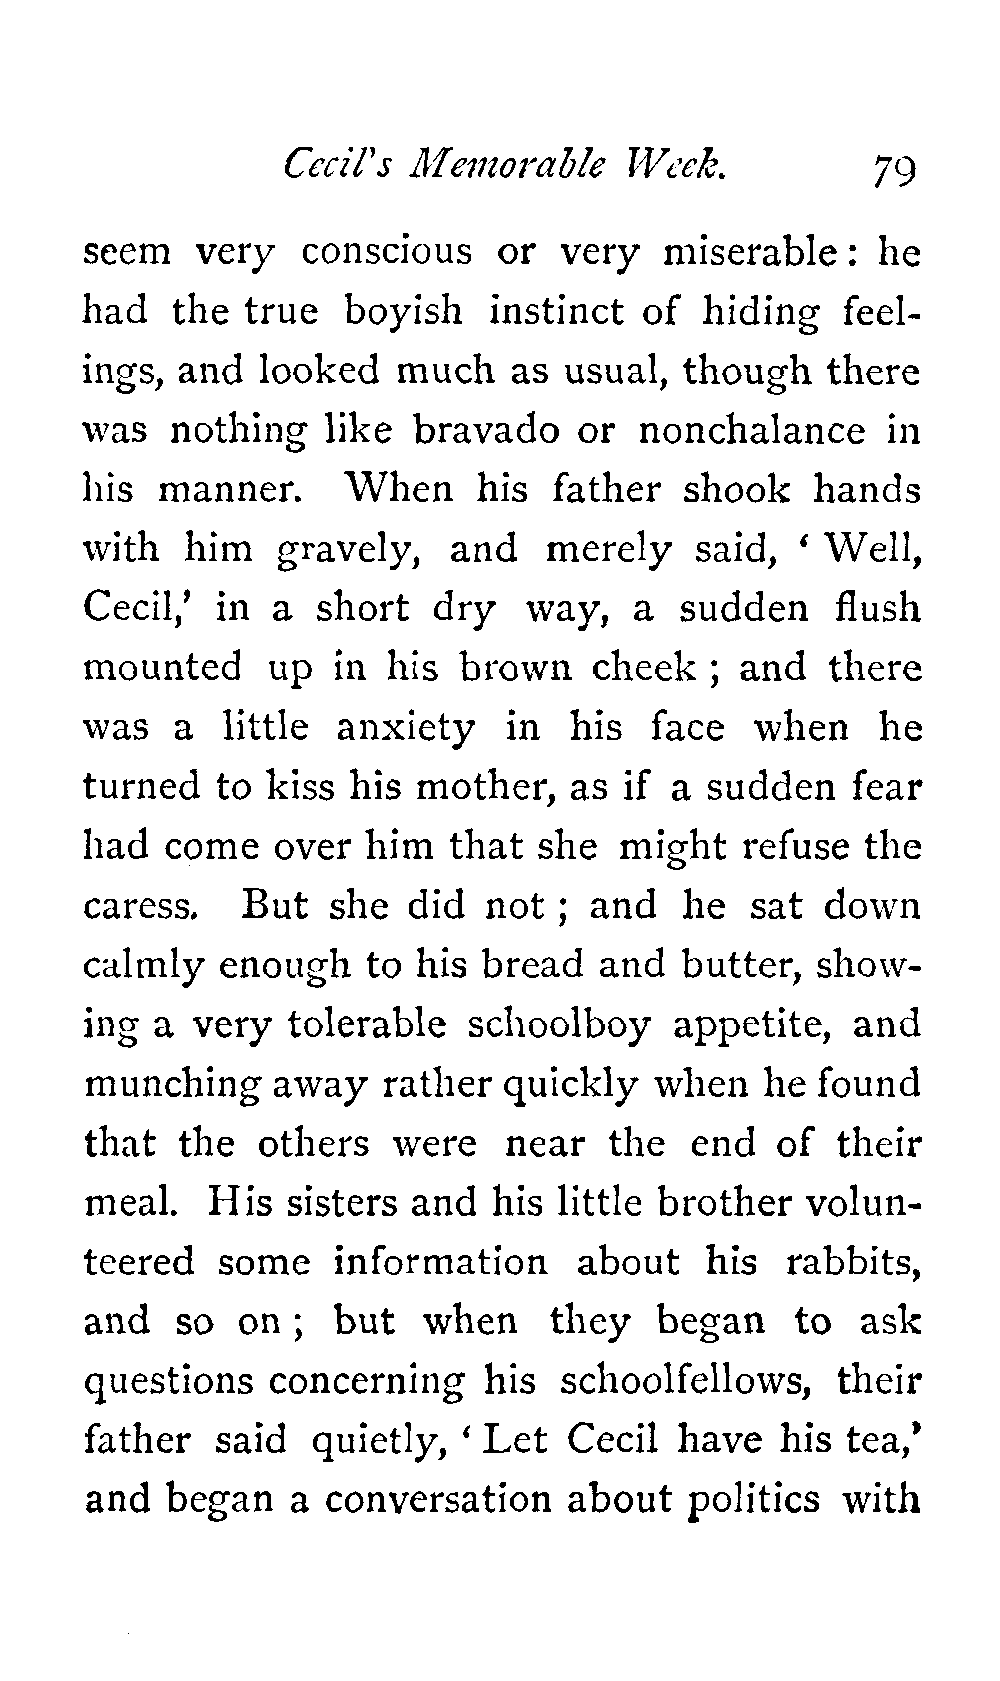 Cecil's Memorable Week. 79
seem very conscious or very miserable : he
had the true boyish instinct of hiding feel-
ings, and looked much as usual, though there
was nothing like bravado or nonchalance in
his manner. When his father shook hands
with him gravely, and merely said, ‘ Well,
Cecil,’ in a short dry way, a sudden flush
mounted up in his brown cheek ; and there
was a little anxiety in his face when he
turned to kiss his mother, as if a sudden fear
had come over him that she might refuse the
caress. But she did not ; and he sat down
calmly enough to his bread and butter, show-
ing a very tolerable schoolboy appetite, and
munching away rather quickly when he found
that the others were near the end of their
meal. His sisters and his little brother volun-
teered some information about his rabbits,
and so on ; but when they began to ask
questions concerning his schoolfellows, their
father said quietly, ‘ Let Cecil have his tea,’
and began a conversation about politics with